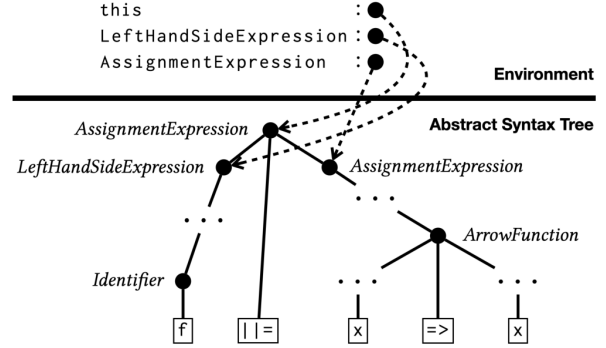 this :
LeftHandSideExpression :
AssignmentExpression :
Environment
Abstract Syntax Tree
AssignmentExpression
LeftHandSideExpression
AssignmentExpression
. . .
. . .
ArrowFunction
Identifier
. . .
. . .
f ||= x => x